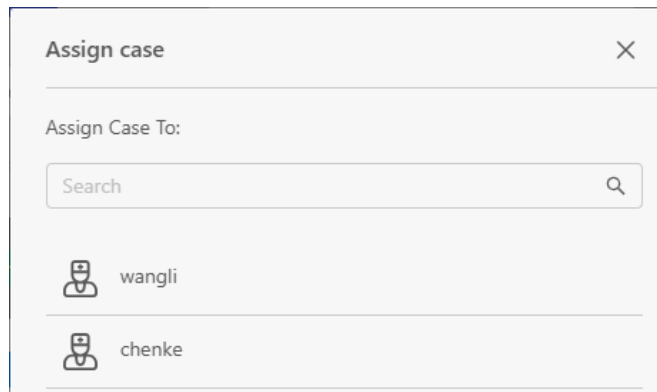 Assign case
Assign Case To:
Search
wangli
chenke